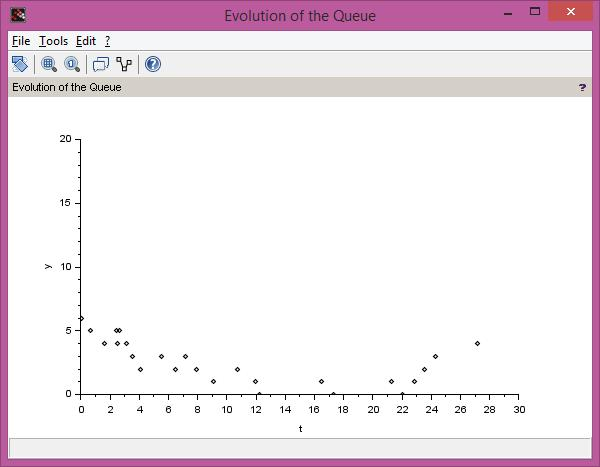 Evolution of the Queue
File Tools Edit ?
Evolution of the Queue ?
20
15
10
5
0
y
0 2 4 6 8 10 12 14 16 18 20 22 24 26 28 30
t